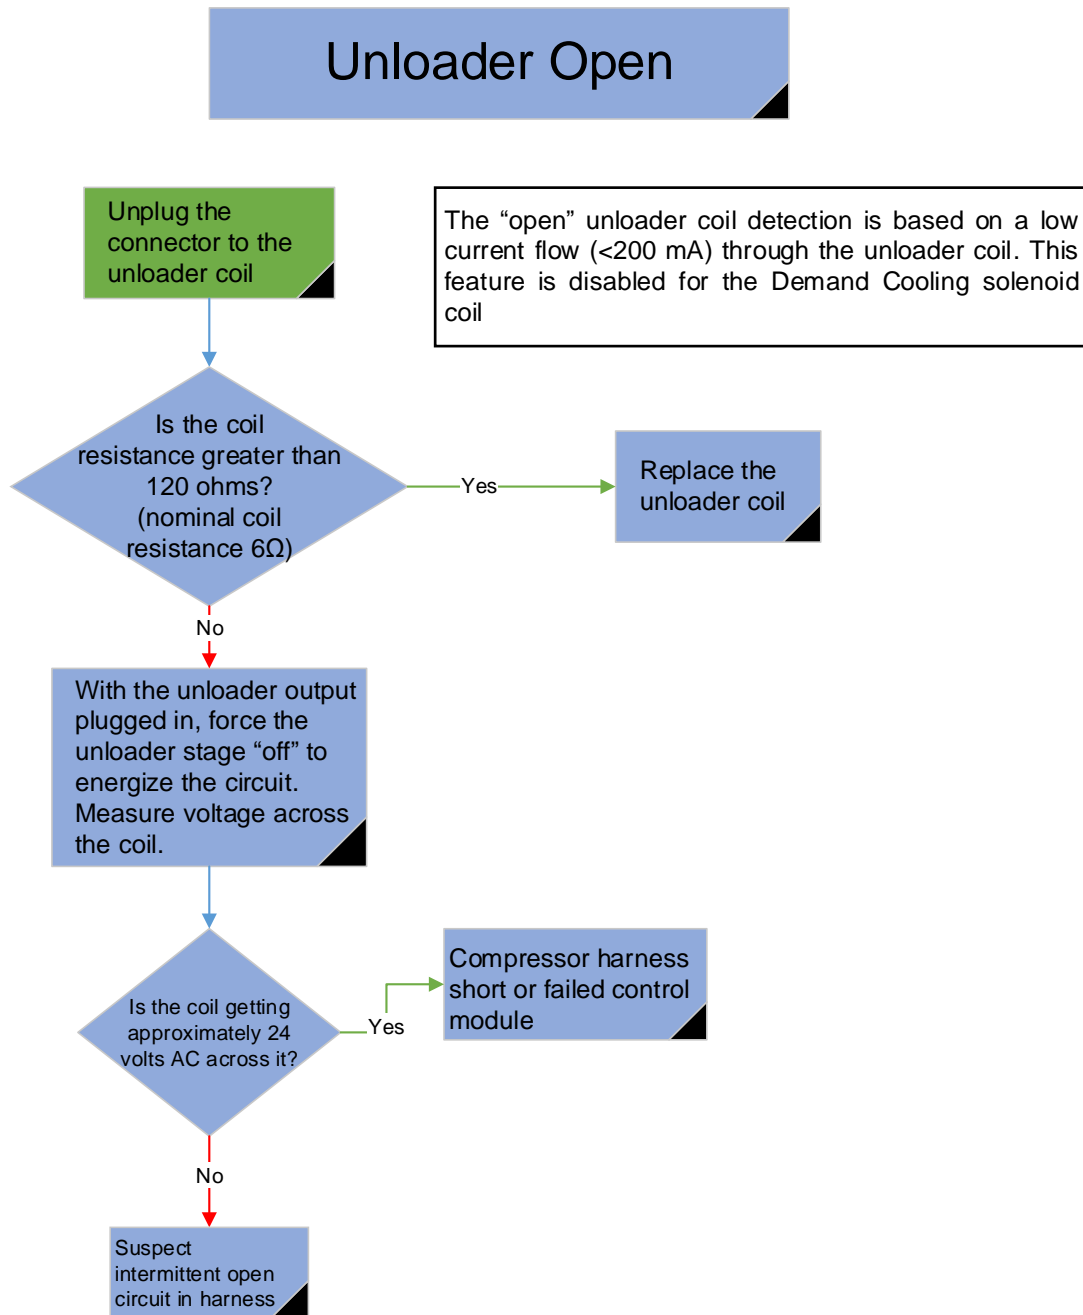 Unloader Open
Unplug the
connector to the
unloader coil
The “open” unloader coil detection is based on a low
current flow (<200 mA) through the unloader coil. This
feature is disabled for the Demand Cooling solenoid
coil
Is the coil
resistance greater than
120 ohms?
(nominal coil
resistance 6Ω)
Yes
Replace the
unloader coil
No
With the unloader output
plugged in, force the
unloader stage “off” to
energize the circuit.
Measure voltage across
the coil.
Is the coil getting
approximately 24
volts AC across it?
Yes
Compressor harness
short or failed control
module
No
Suspect
intermittent open
circuit in harness